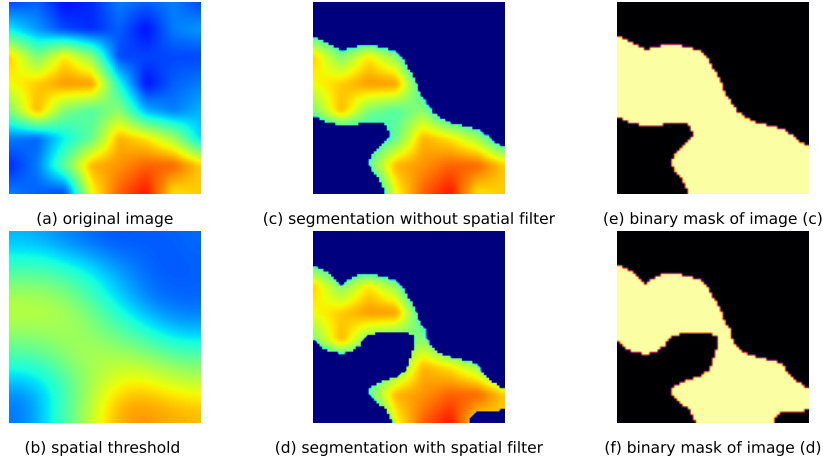 (a) original image
(c) segmentation without spatial filter
(e) binary mask of image (c)
(b) spatial threshold
(d) segmentation with spatial filter
(f) binary mask of image (d)